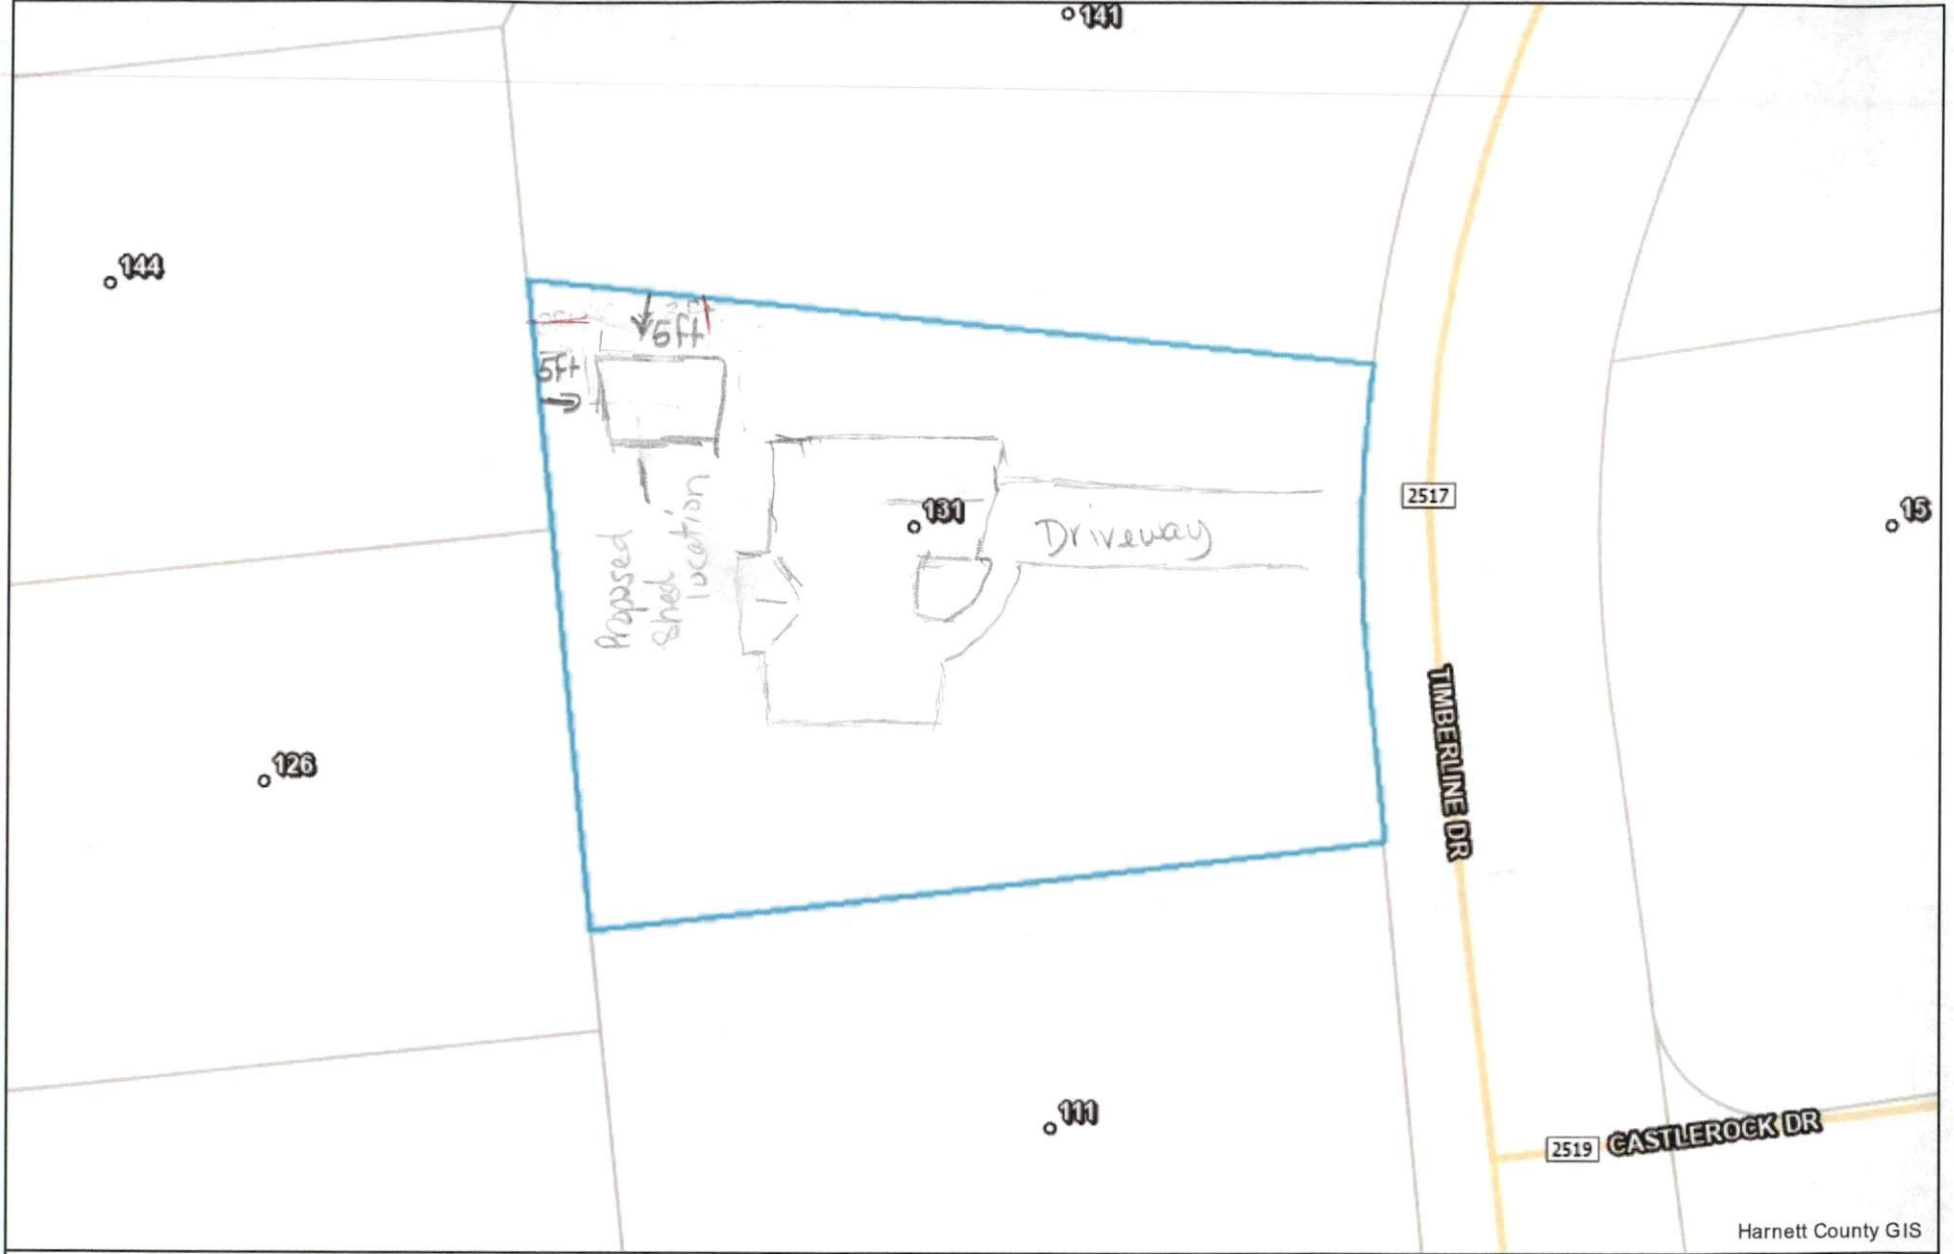 141
144
5ft
5ft
131
Driveway
2517
15
Proposed
shed
location
TIMBERLINE DR
126
111
2519
CASTLEROCK DR
Harnett County GIS